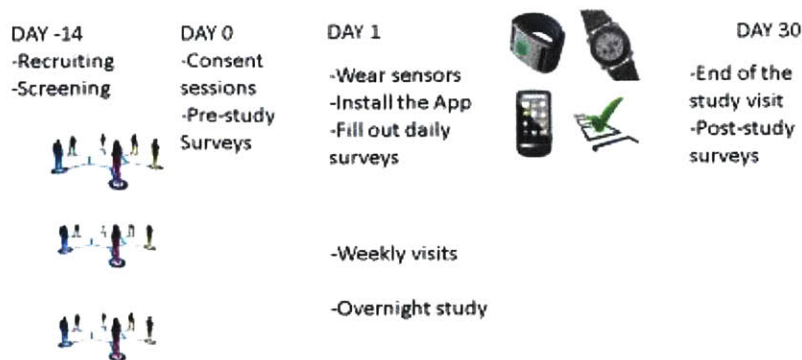 DAY -14
-Recruiting
-Screening
DAY 0
-Consent
sessions
-Pre-study
Surveys
DAY 1
-Wear sensors
-Install the App
-Fill out daily
surveys
-Weekly visits
-Overnight study
DAY 30
-End of the
study visit
-Post-study
surveys